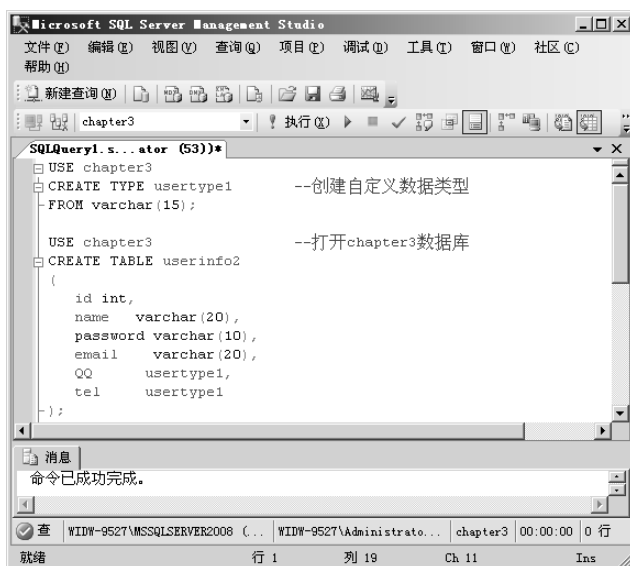 Microsoft SQL Server Management Studio
文件(F) 编辑(E) 视图(V) 查询(Q) 项目(P) 调试(D) 工具(T) 窗口(W) 社区(C)
帮助(H)
新建查询(N)
chapter3 执行(X)
SQLQuery1.s...ator (53))*
USE chapter3
CREATE TYPE usertype1 --创建自定义数据类型
FROM varchar(15);
USE chapter3 --打开chapter3数据库
CREATE TABLE userinfo2
(
id int,
name varchar(20),
password varchar(10),
email varchar(20),
QQ usertype1,
tel usertype1
);
消息
命令已成功完成。
查 WIDW-9527\MSSQLSERVER2008 (... WIDW-9527\Administrato... chapter3 00:00:00 0 行
就绪 行 1 列 19 Ch 11 Ins